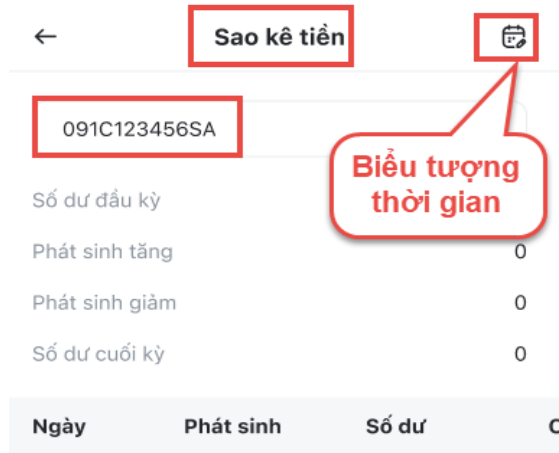 Sao kê tiền
091C123456SA
Biểu tượng
thời gian
Số dư đầu kỳ
Phát sinh tăng 0
Phát sinh giảm 0
Số dư cuối kỳ 0
Ngày Phát sinh Số dư